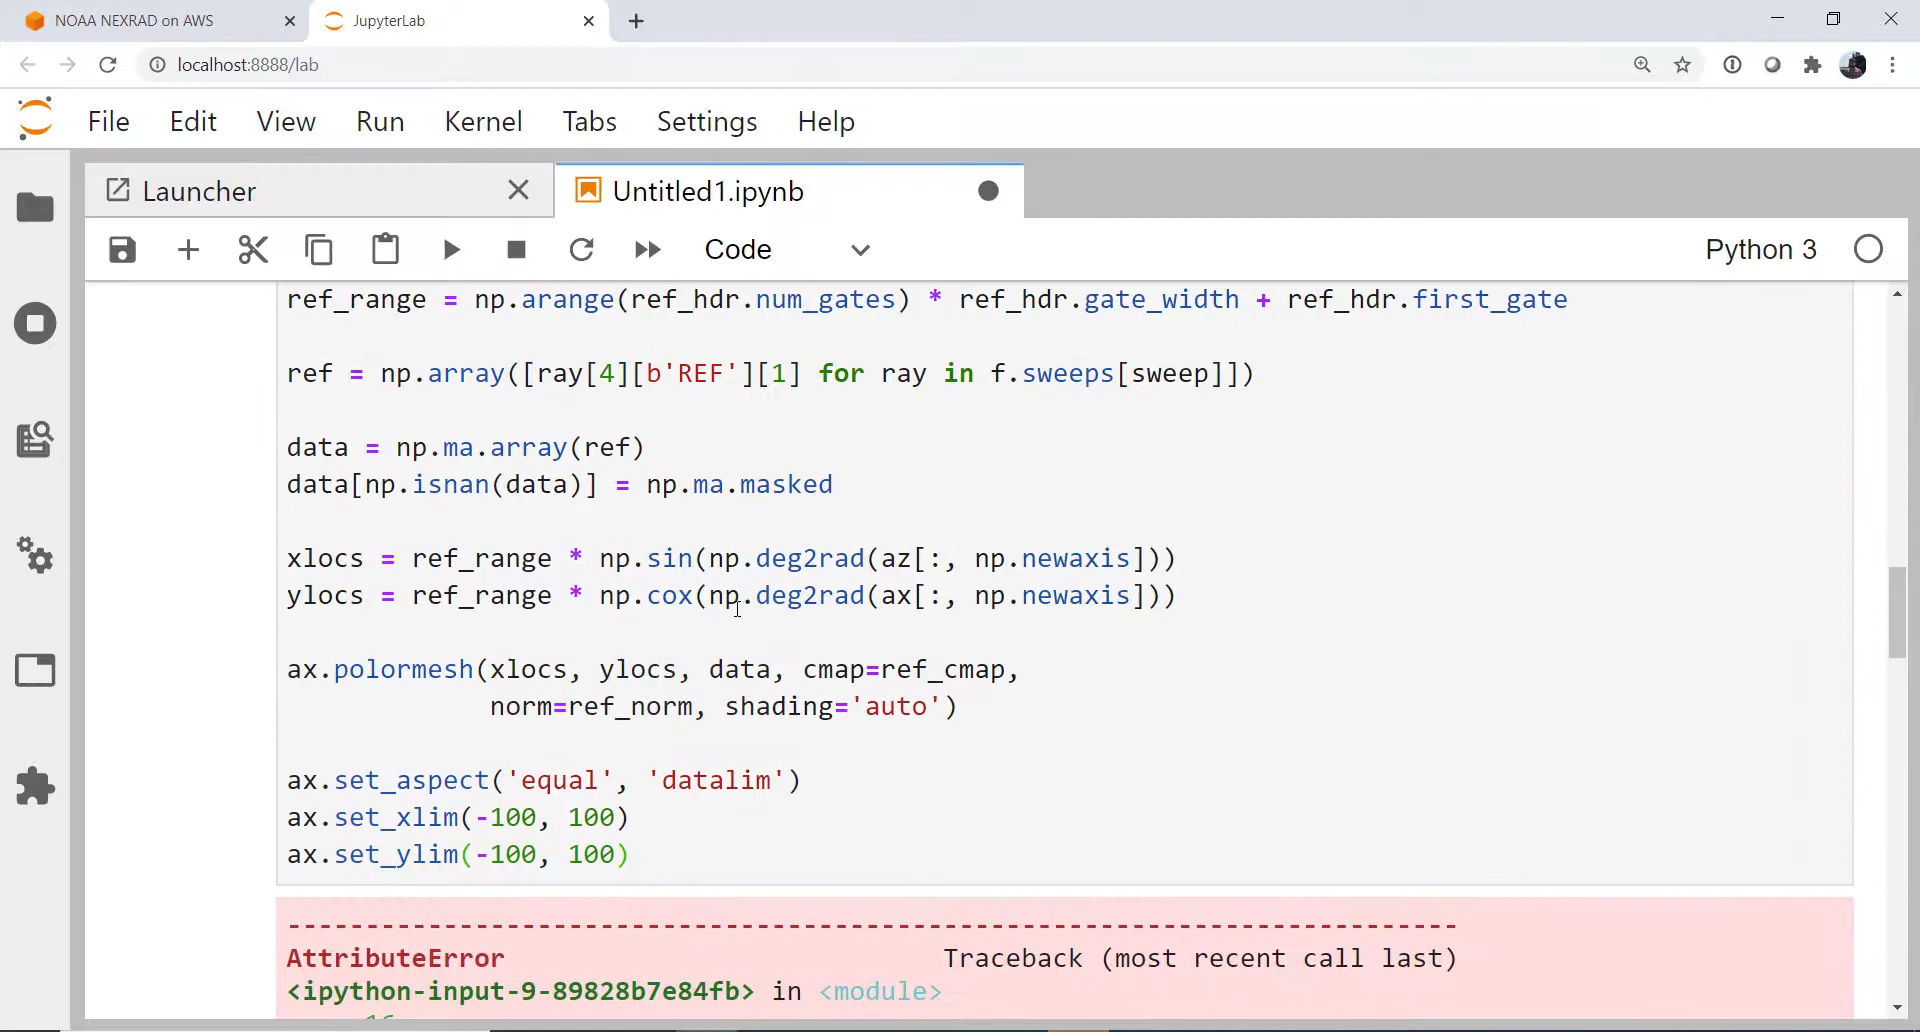 NOAA NEXRAD on AWS
JupyterLab
localhost:8888/lab
File Edit View Run Kernel Tabs Settings Help
Launcher
Untitled1.ipynb
Code
Python 3
ref_range = np.arange(ref_hdr.num_gates) * ref_hdr.gate_width + ref_hdr.first_gate
ref = np.array([ray[4][b'REF'][1] for ray in f.sweeps[sweep]])
data = np.ma.array(ref)
data[np.isnan(data)] = np.ma.masked
xlocs = ref_range * np.sin(np.deg2rad(az[:, np.newaxis]))
ylocs = ref_range * np.cox(np.deg2rad(ax[:, np.newaxis]))
ax.polormesh(xlocs, ylocs, data, cmap=ref_cmap,
norm=ref_norm, shading='auto')
ax.set_aspect('equal', 'datalim')
ax.set_xlim(-100, 100)
ax.set_ylim(-100, 100)
---------------------------------------------------------------------------
AttributeError Traceback (most recent call last)
<ipython-input-9-89828b7e84fb> in <module>